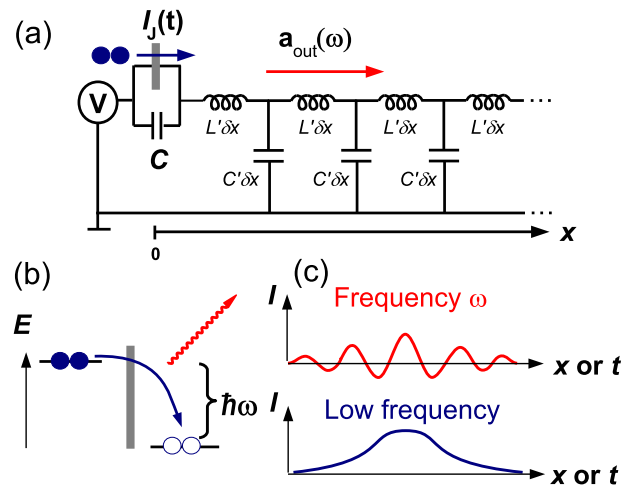 (a)
I_J(t)
a_out(ω)
V
C
L'δx L'δx L'δx L'δx
C'δx C'δx C'δx
0
x
(b)
E
ħω
(c)
I
Frequency ω
x or t
I
Low frequency
x or t